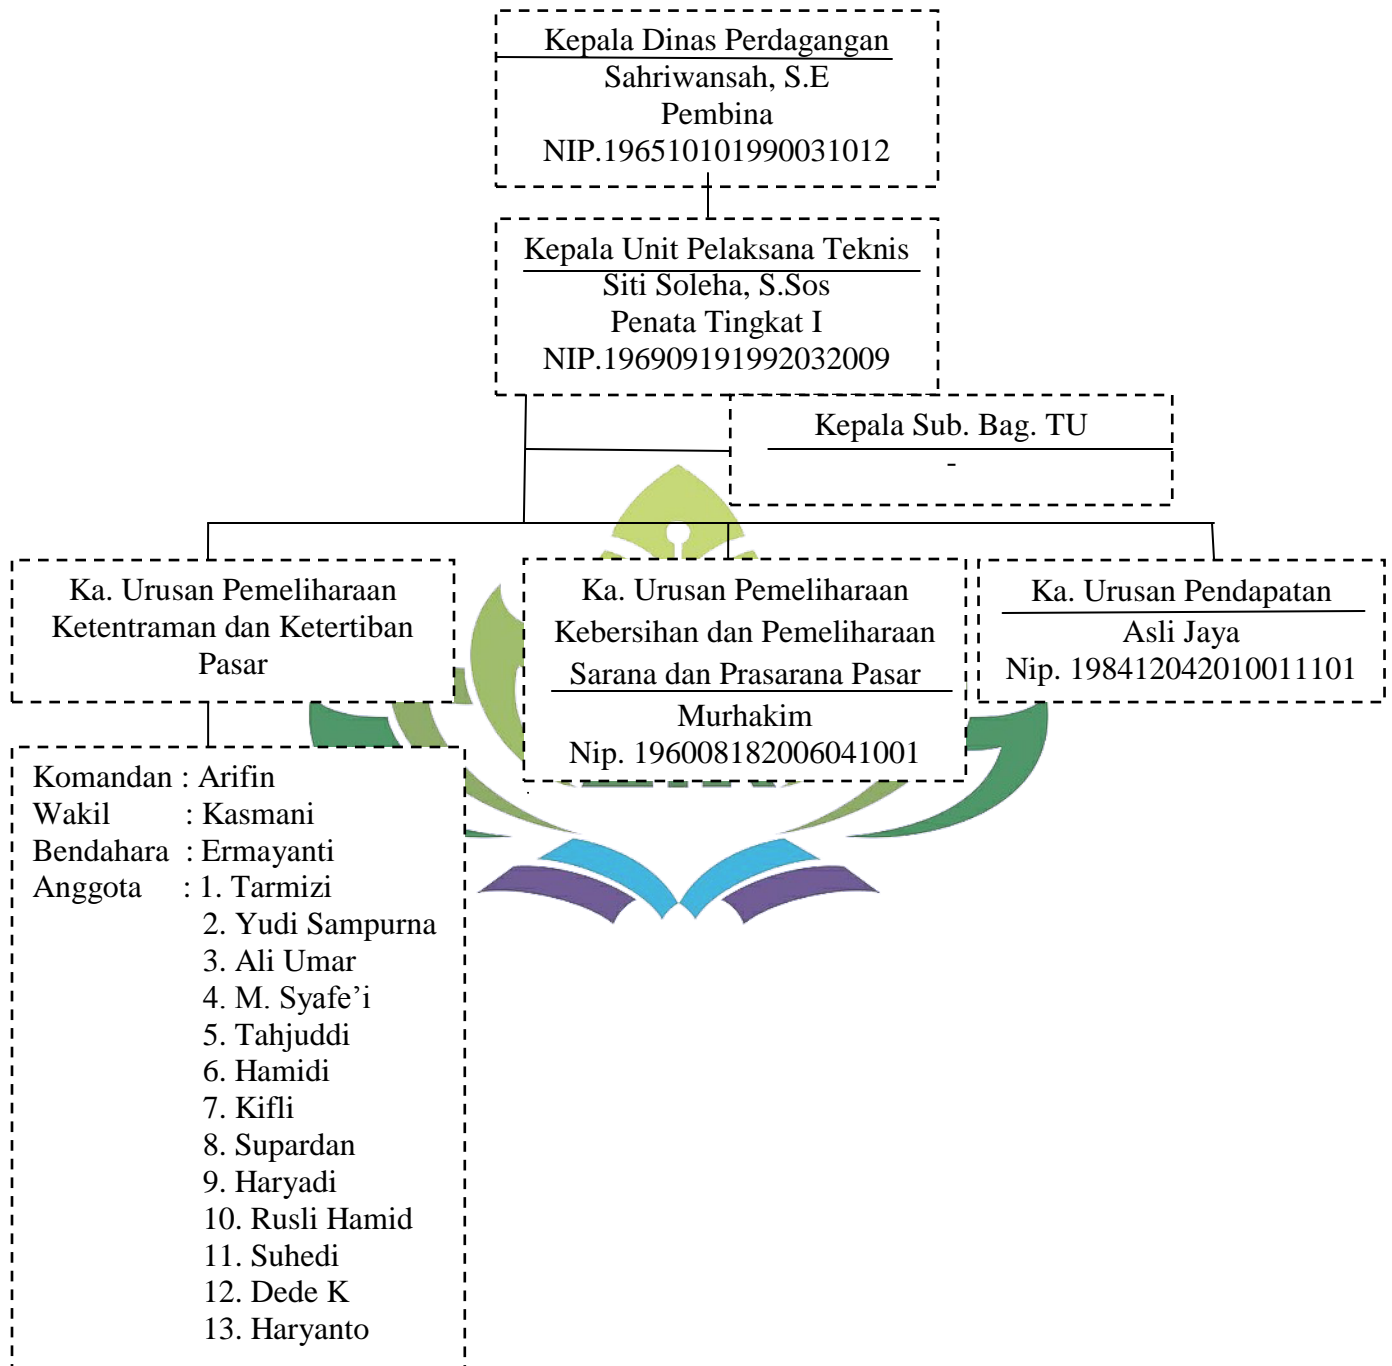 Kepala Dinas Perdagangan
Sahriwansah, S.E
Pembina
NIP.196510101990031012
Kepala Unit Pelaksana Teknis
Siti Soleha, S.Sos
Penata Tingkat I
NIP.196909191992032009
Kepala Sub. Bag. TU
-
Ka. Urusan Pemeliharaan
Ketentraman dan Ketertiban
Pasar
Ka. Urusan Pemeliharaan
Kebersihan dan Pemeliharaan
Sarana dan Prasarana Pasar
Murhakim
Nip. 196008182006041001
Ka. Urusan Pendapatan
Asli Jaya
Nip. 198412042010011101
Komandan : Arifin
Wakil : Kasmani
Bendahara : Ermayanti
Anggota : 1. Tarmizi
2. Yudi Sampurna
3. Ali Umar
4. M. Syafe’i
5. Tahjuddi
6. Hamidi
7. Kifli
8. Supardan
9. Haryadi
10. Rusli Hamid
11. Suhedi
12. Dede K
13. Haryanto